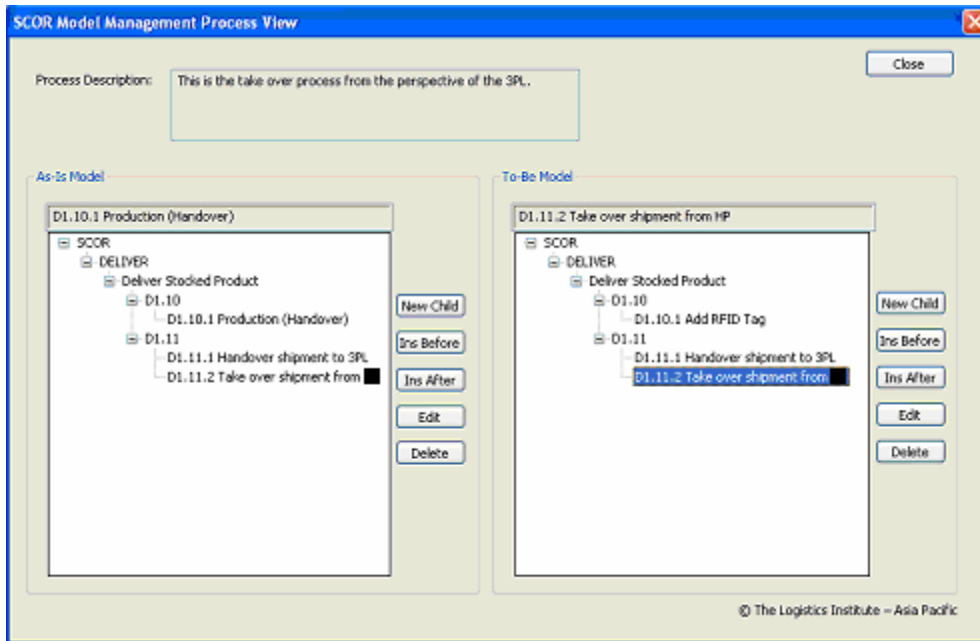 SCOR Model Management Process View
Close
Process Description:
This is the take over process from the perspective of the 3PL.
As-Is Model
D1.10.1 Production (Handover)
SCOR
DELIVER
Deliver Stocked Product
D1.10
D1.10.1 Production (Handover)
D1.11
D1.11.1 Handover shipment to 3PL
D1.11.2 Take over shipment from
New Child
Ins Before
Ins After
Edit
Delete
To-Be Model
D1.11.2 Take over shipment from HP
SCOR
DELIVER
Deliver Stocked Product
D1.10
D1.10.1 Add RFID Tag
D1.11
D1.11.1 Handover shipment to 3PL
D1.11.2 Take over shipment from
New Child
Ins Before
Ins After
Edit
Delete
© The Logistics Institute – Asia Pacific